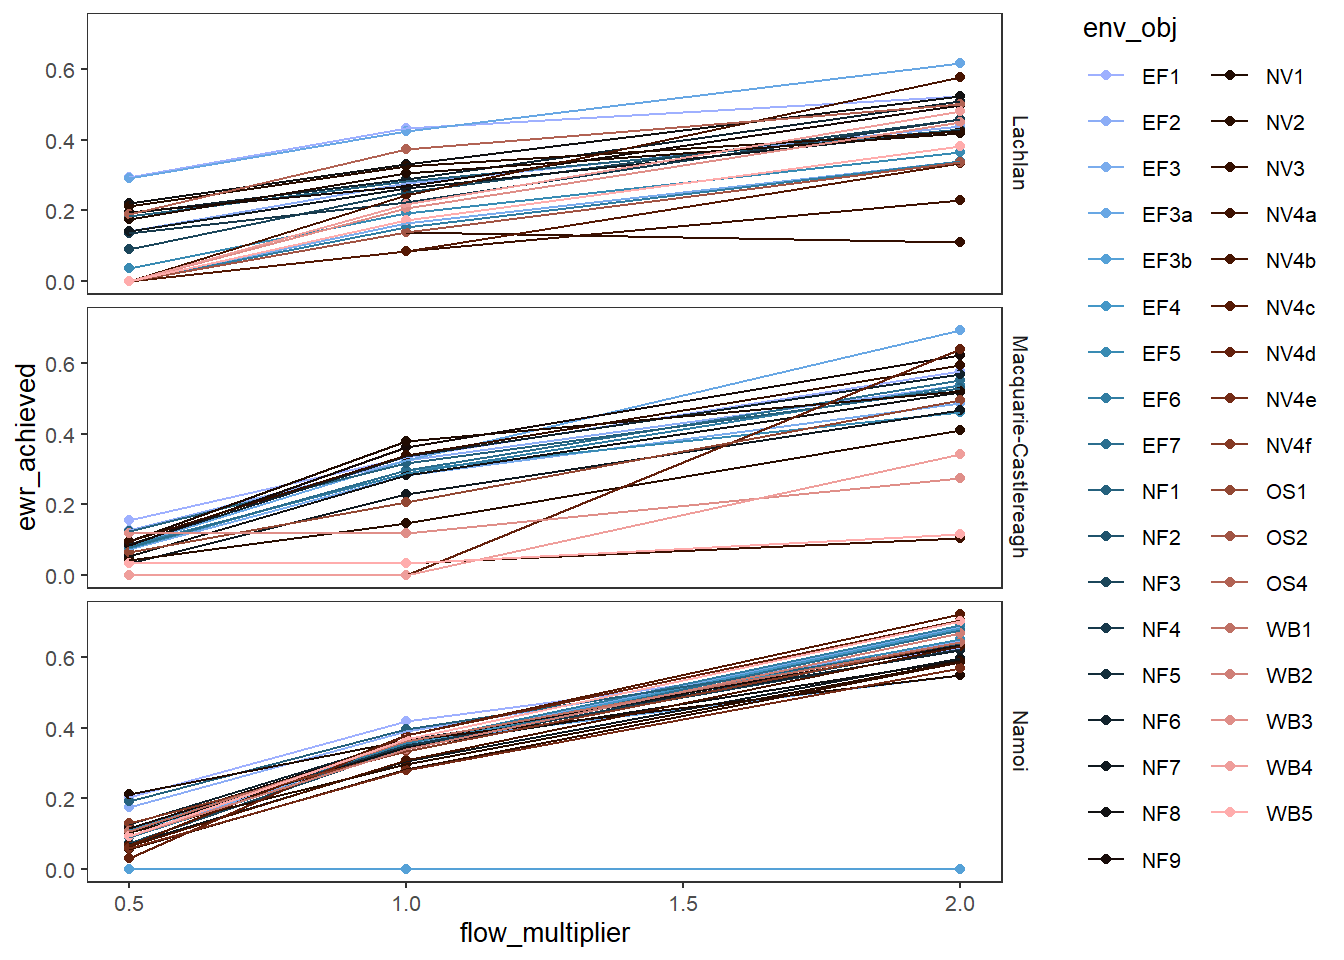 ewr_achieved
0.6
0.4
0.2
0.0
Lachlan
0.6
0.4
0.2
0.0
Macquarie-Castlereagh
0.6
0.4
0.2
0.0
Namoi
0.5 1.0 1.5 2.0
flow_multiplier
env_obj
EF1 NV1
EF2 NV2
EF3 NV3
EF3a NV4a
EF3b NV4b
EF4 NV4c
EF5 NV4d
EF6 NV4e
EF7 NV4f
NF1 OS1
NF2 OS2
NF3 OS4
NF4 WB1
NF5 WB2
NF6 WB3
NF7 WB4
NF8 WB5
NF9